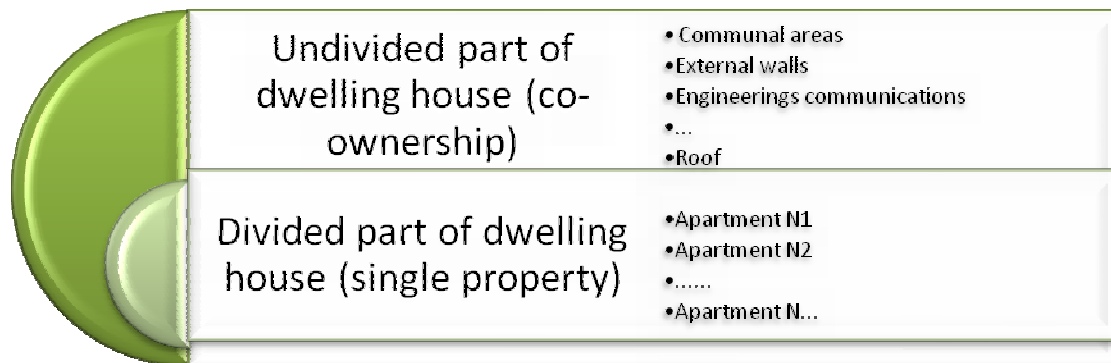 Undivided part of
dwelling house (co-
ownership)
• Communal areas
•External walls
•Engineerings communications
•...
•Roof
Divided part of dwelling
house (single property)
•Apartment N1
•Apartment N2
•......
•Apartment N...